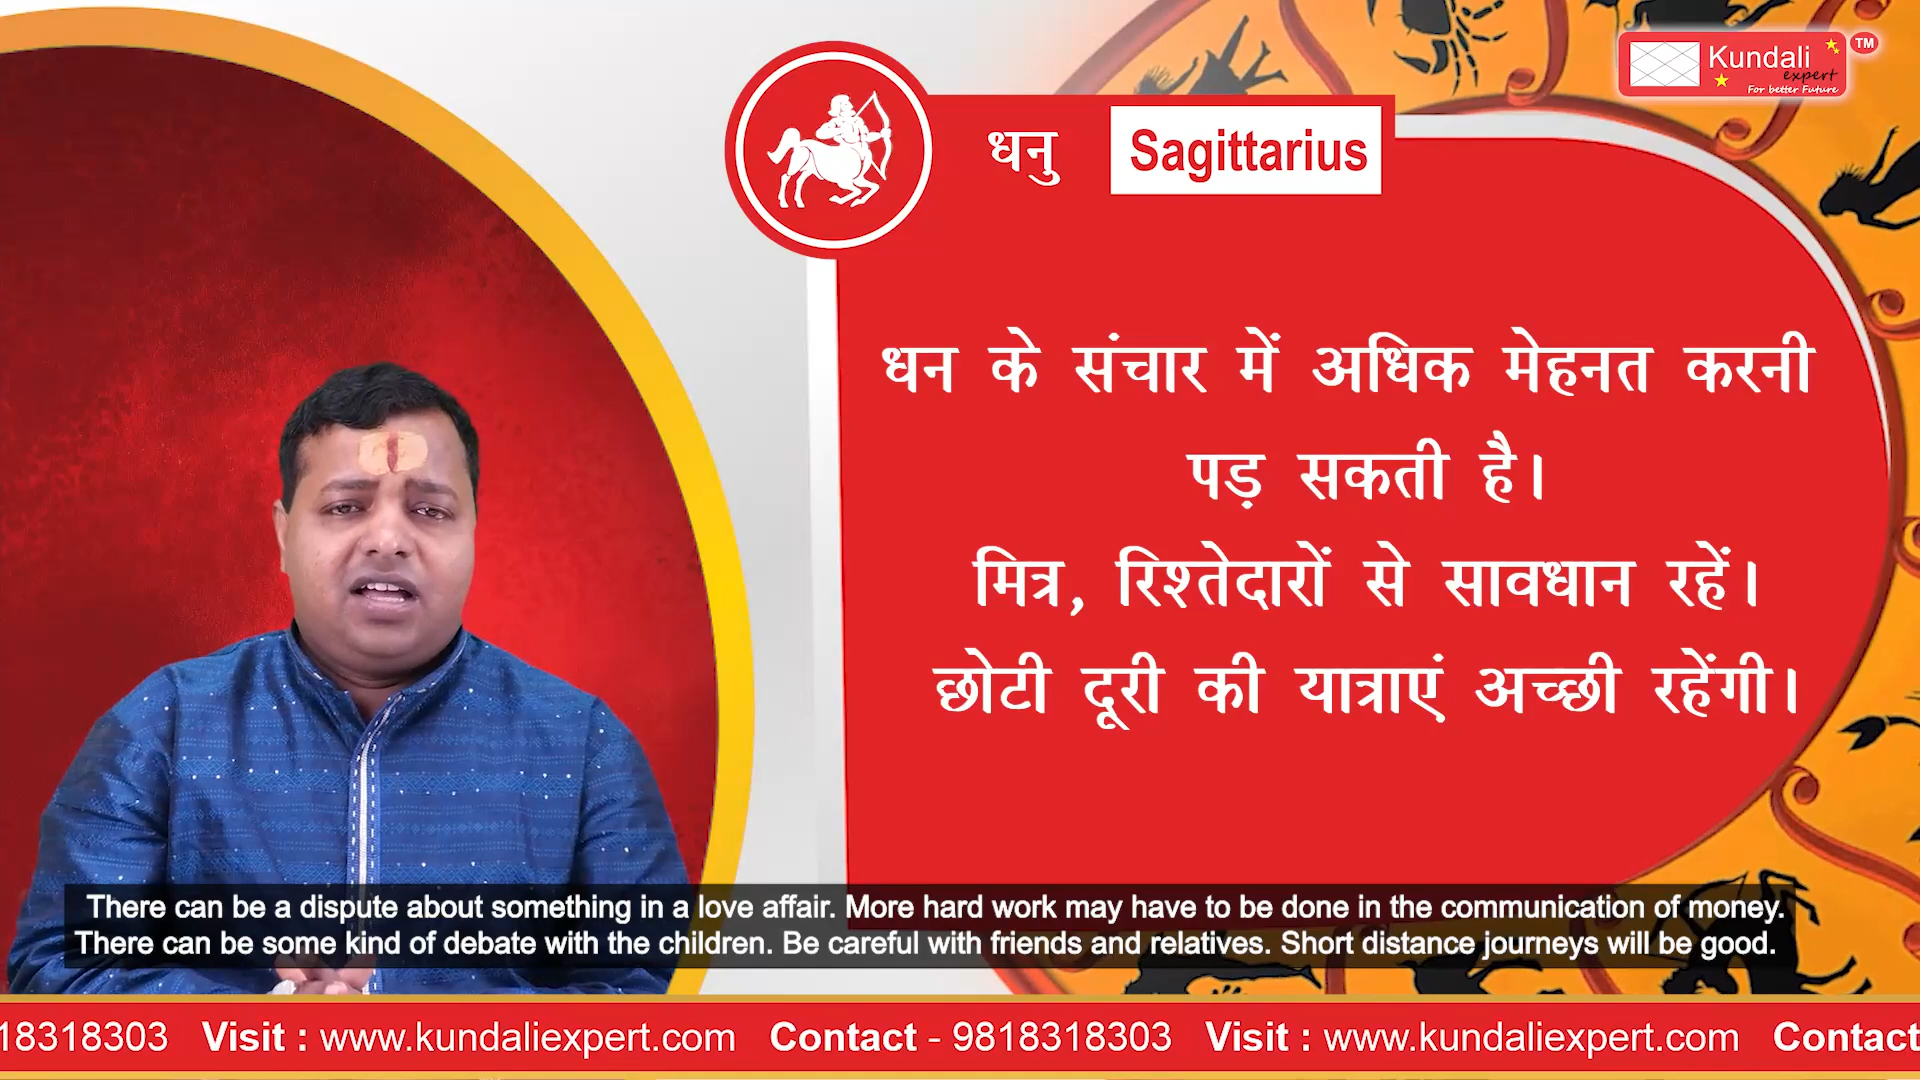 Kundali
expert
For better Future
TM
धनु
Sagittarius
धन के संचार में अधिक मेहनत करनी
पड़ सकती है।
मित्र, रिश्तेदारों से सावधान रहें।
छोटी दूरी की यात्राएं अच्छी रहेंगी।
There can be a dispute about something in a love affair. More hard work may have to be done in the communication of money.
There can be some kind of debate with the children. Be careful with friends and relatives. Short distance journeys will be good.
18318303 Visit : www.kundaliexpert.com Contact - 9818318303 Visit : www.kundaliexpert.com Contact